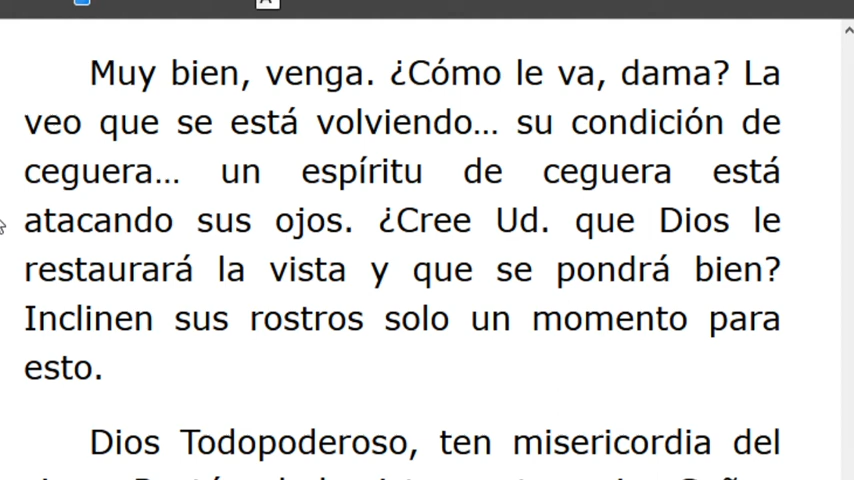 Muy bien, venga. ¿Cómo le va, dama? La
veo que se está volviendo... su condición de
ceguera... un espíritu de ceguera está
atacando sus ojos. ¿Cree Ud. que Dios le
restaurará la vista y que se pondrá bien?
Inclinen sus rostros solo un momento para
esto.
Dios Todopoderoso, ten misericordia del